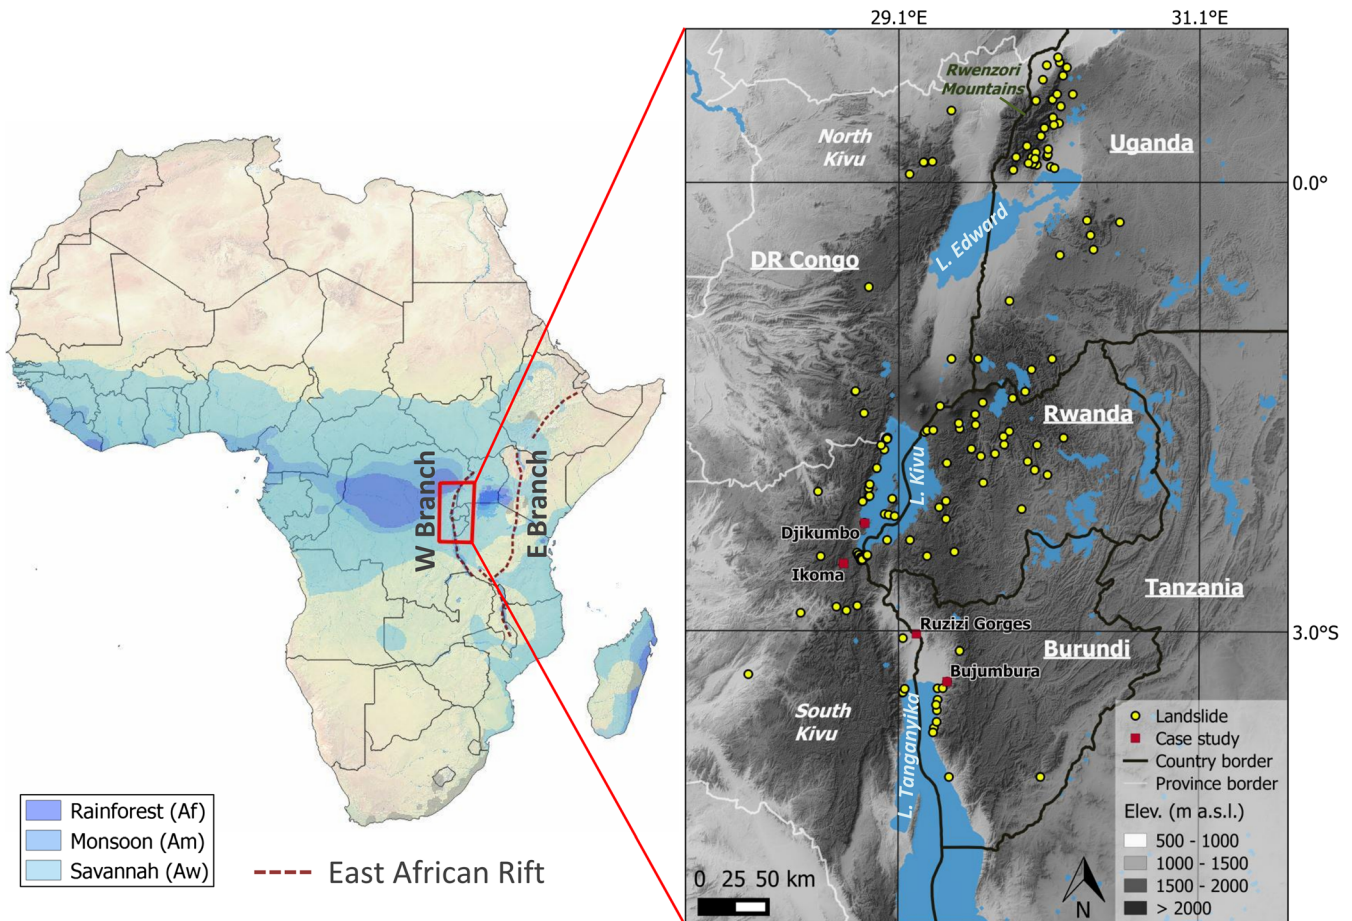 W Branch
E Branch
Rainforest (Af)
Monsoon (Am)
Savannah (Aw)
East African Rift
29.1°E
31.1°E
Rwenzori
Mountains
North
Kivu
Uganda
0.0°
L. Edward
DR Congo
Rwanda
L. Kivu
Djikumbo
Ikoma
Tanzania
Ruzizi Gorges
3.0°S
Burundi
Bujumbura
South
Kivu
L. Tanganyika
Landslide
Case study
Country border
Province border
Elev. (m a.s.l.)
500 - 1000
1000 - 1500
1500 - 2000
> 2000
0 25 50 km
N